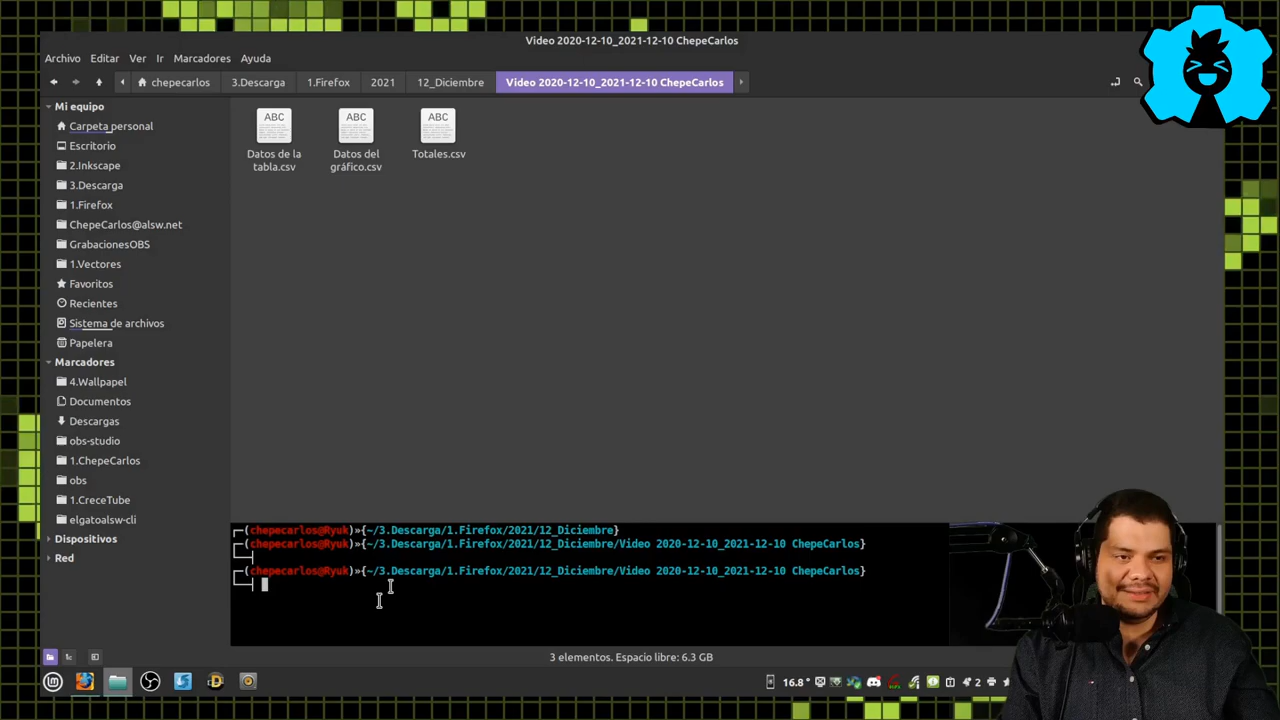 Video 2020-12-10_2021-12-10 ChepeCarlos
Archivo Editar Ver Ir Marcadores Ayuda
chepecarlos 3.Descarga 1.Firefox 2021 12_Diciembre Video 2020-12-10_2021-12-10 ChepeCarlos
Mi equipo
Carpeta personal
Escritorio
2.Inkscape
3.Descarga
1.Firefox
ChepeCarlos@alsw.net
GrabacionesOBS
1.Vectores
Favoritos
Recientes
Sistema de archivos
Papelera
Marcadores
4.Wallpapel
Documentos
Descargas
obs-studio
1.ChepeCarlos
obs
1.CreceTube
elgatoalsw-cli
Dispositivos
Red
ABC ABC ABC
Datos de la Datos del Totales.csv
tabla.csv gráfico.csv
(chepecarlos@Ryuk)»{~/3.Descarga/1.Firefox/2021/12_Diciembre}
(chepecarlos@Ryuk)»{~/3.Descarga/1.Firefox/2021/12_Diciembre/Video 2020-12-10_2021-12-10 ChepeCarlos}
(chepecarlos@Ryuk)»{~/3.Descarga/1.Firefox/2021/12_Diciembre/Video 2020-12-10_2021-12-10 ChepeCarlos}
3 elementos. Espacio libre: 6.3 GB
16.8° 2